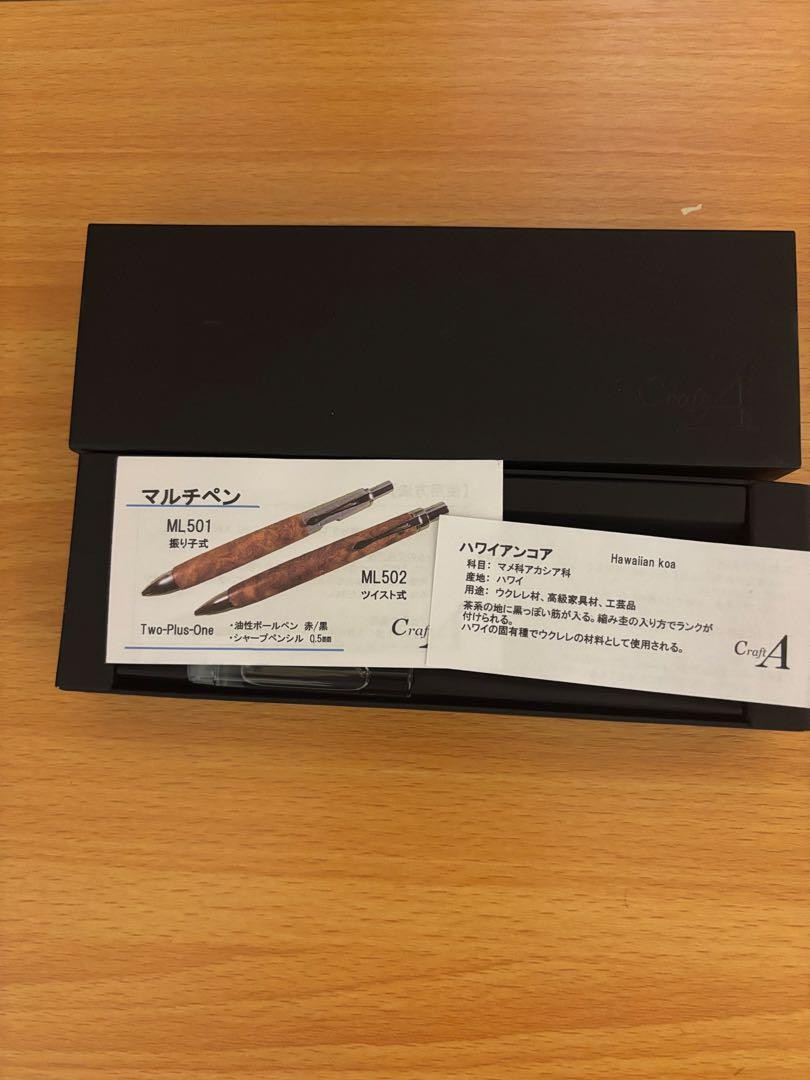 Craft A
マルチペン
ML501
振り子式
ML502
ツイスト式
Two-Plus-One
・油性ボールペン 赤/黒
・シャープペンシル 0.5mm
Craf
ハワイアンコア Hawaiian koa
科目： マメ科アカシア科
産地： ハワイ
用途： ウクレレ材、高級家具材、工芸品
茶系の地に黒っぽい筋が入る。縮み杢の入り方でランクが
付けられる。
ハワイの固有種でウクレレの材料として使用される。
Craft A